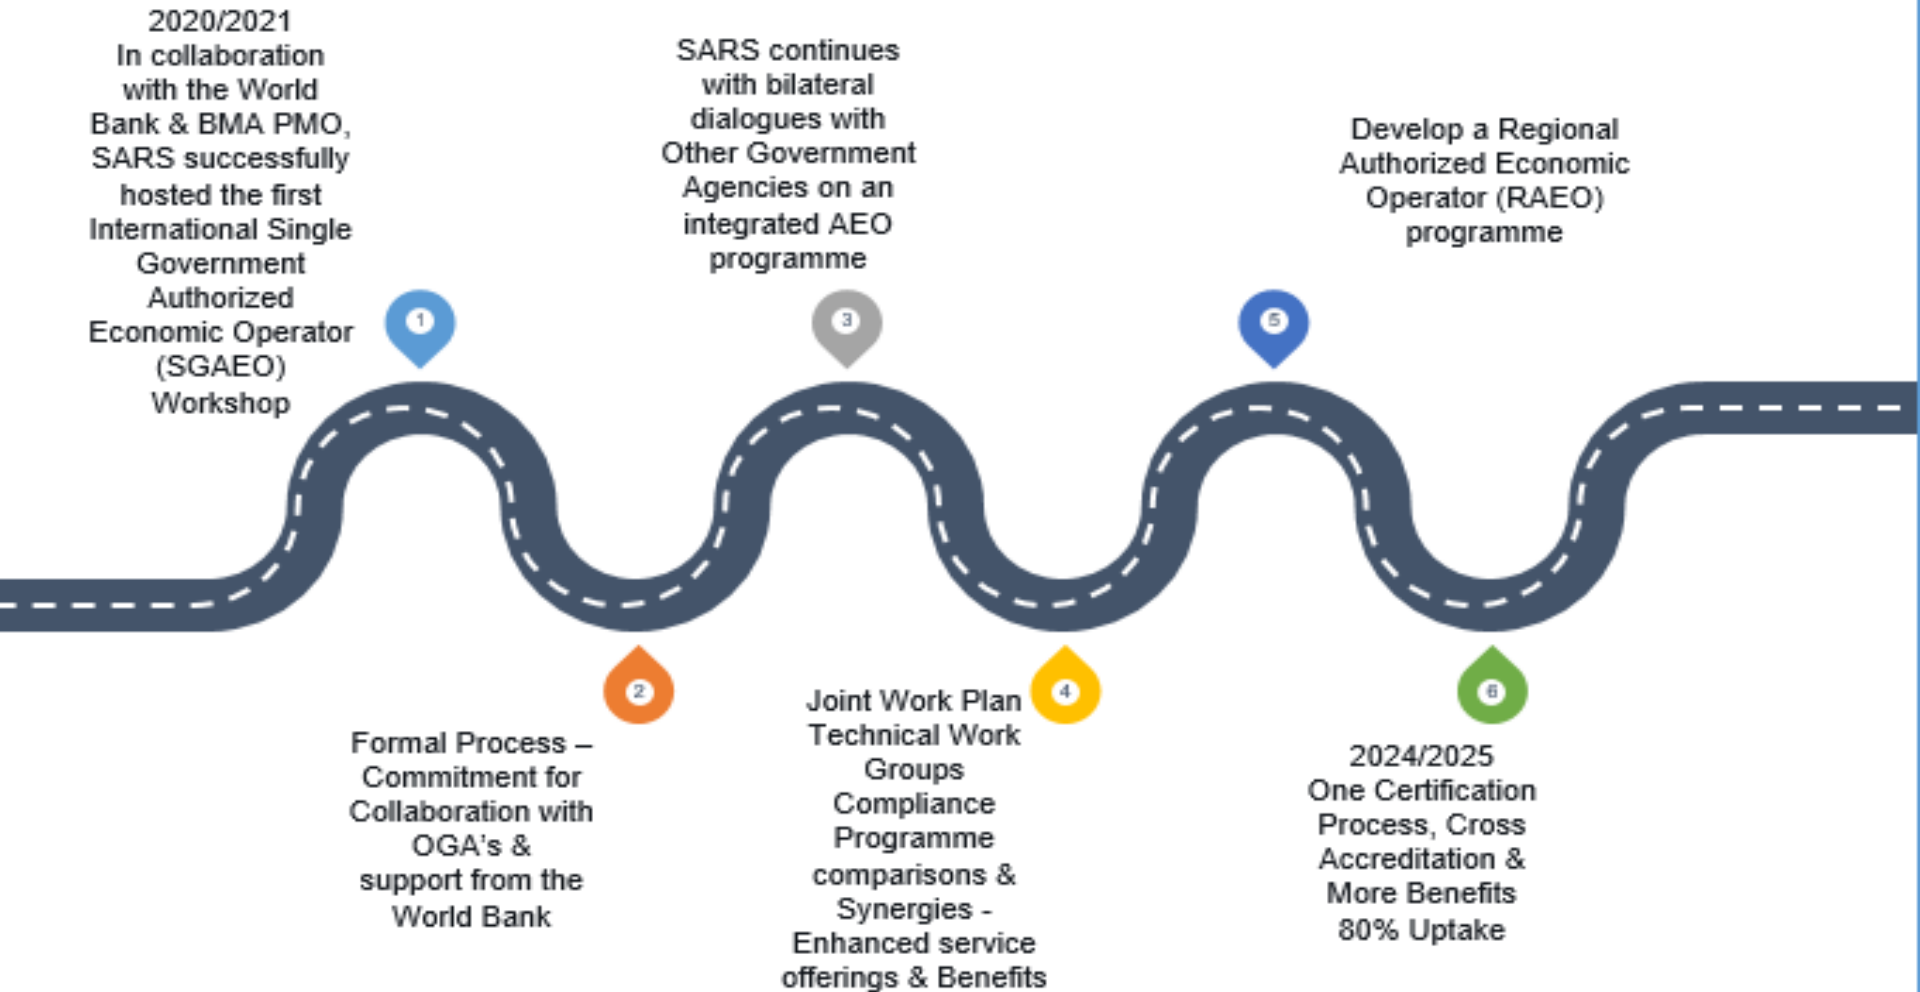 2020/2021
In collaboration
with the World
Bank & BMA PMO,
SARS successfully
hosted the first
International Single
Government
Authorized
Economic Operator
(SGAEO)
Workshop
1
Formal Process –
Commitment for
Collaboration with
OGA's &
support from the
World Bank
2
SARS continues
with bilateral
dialogues with
Other Government
Agencies on an
integrated AEO
programme
3
Joint Work Plan
Technical Work
Groups
Compliance
Programme
comparisons &
Synergies -
Enhanced service
offerings & Benefits
4
Develop a Regional
Authorized Economic
Operator (RAEO)
programme
5
2024/2025
One Certification
Process, Cross
Accreditation &
More Benefits
80% Uptake
6